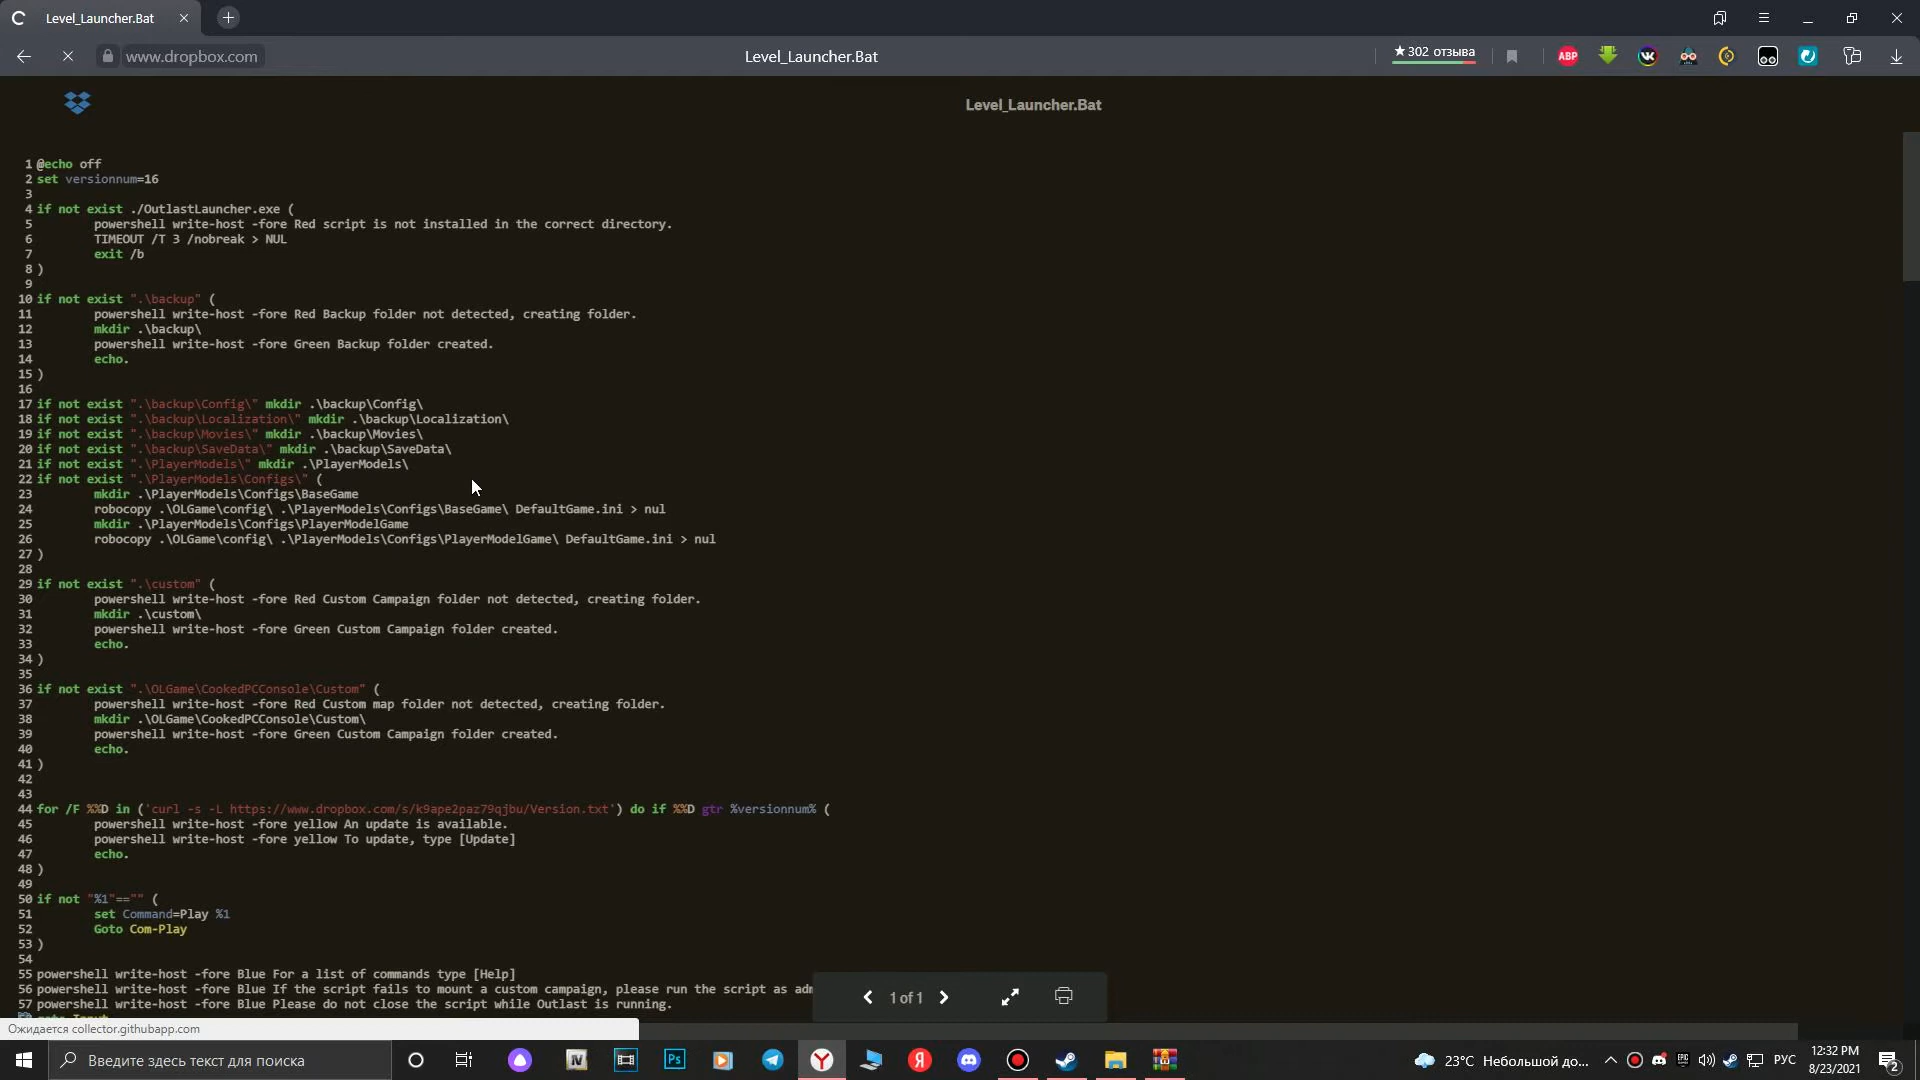 Level_Launcher.Bat
www.dropbox.com
Level_Launcher.Bat
★302 отзыва
ABP
Level_Launcher.Bat
1 @echo off
2 set versionnum=16
3
4 if not exist ./OutlastLauncher.exe (
5 powershell write-host -fore Red script is not installed in the correct directory.
6 TIMEOUT /T 3 /nobreak > NUL
7 exit /b
8 )
9
10 if not exist ".\backup" (
11 powershell write-host -fore Red Backup folder not detected, creating folder.
12 mkdir .\backup\
13 powershell write-host -fore Green Backup folder created.
14 echo.
15 )
16
17 if not exist ".\backup\Config\" mkdir .\backup\Config\
18 if not exist ".\backup\Localization\" mkdir .\backup\Localization\
19 if not exist ".\backup\Movies\" mkdir .\backup\Movies\
20 if not exist ".\backup\SaveData\" mkdir .\backup\SaveData\
21 if not exist ".\PlayerModels\" mkdir .\PlayerModels\
22 if not exist ".\PlayerModels\Configs\" (
23 mkdir .\PlayerModels\Configs\BaseGame
24 robocopy .\OLGame\config\ .\PlayerModels\Configs\BaseGame\ DefaultGame.ini > nul
25 mkdir .\PlayerModels\Configs\PlayerModelGame
26 robocopy .\OLGame\config\ .\PlayerModels\Configs\PlayerModelGame\ DefaultGame.ini > nul
27 )
28
29 if not exist ".\custom" (
30 powershell write-host -fore Red Custom Campaign folder not detected, creating folder.
31 mkdir .\custom\
32 powershell write-host -fore Green Custom Campaign folder created.
33 echo.
34 )
35
36 if not exist ".\OLGame\CookedPCConsole\Custom" (
37 powershell write-host -fore Red Custom map folder not detected, creating folder.
38 mkdir .\OLGame\CookedPCConsole\Custom\
39 powershell write-host -fore Green Custom Campaign folder created.
40 echo.
41 )
42
43
44 for /F %%D in ('curl -s -L https://www.dropbox.com/s/k9ape2paz79qjbu/Version.txt') do if %%D gtr %versionnum% (
45 powershell write-host -fore yellow An update is available.
46 powershell write-host -fore yellow To update, type [Update]
47 echo.
48 )
49
50 if not "%1"=="" (
51 set Command=Play %1
52 Goto Com-Play
53 )
54
55 powershell write-host -fore Blue For a list of commands type [Help]
56 powershell write-host -fore Blue If the script fails to mount a custom campaign, please run the script as adm
57 powershell write-host -fore Blue Please do not close the script while Outlast is running.
1 of 1
Ожидается collector.githubapp.com
Введите здесь текст для поиска
Ps
23°C Небольшой до...
РУС
12:32 PM
8/23/2021
2